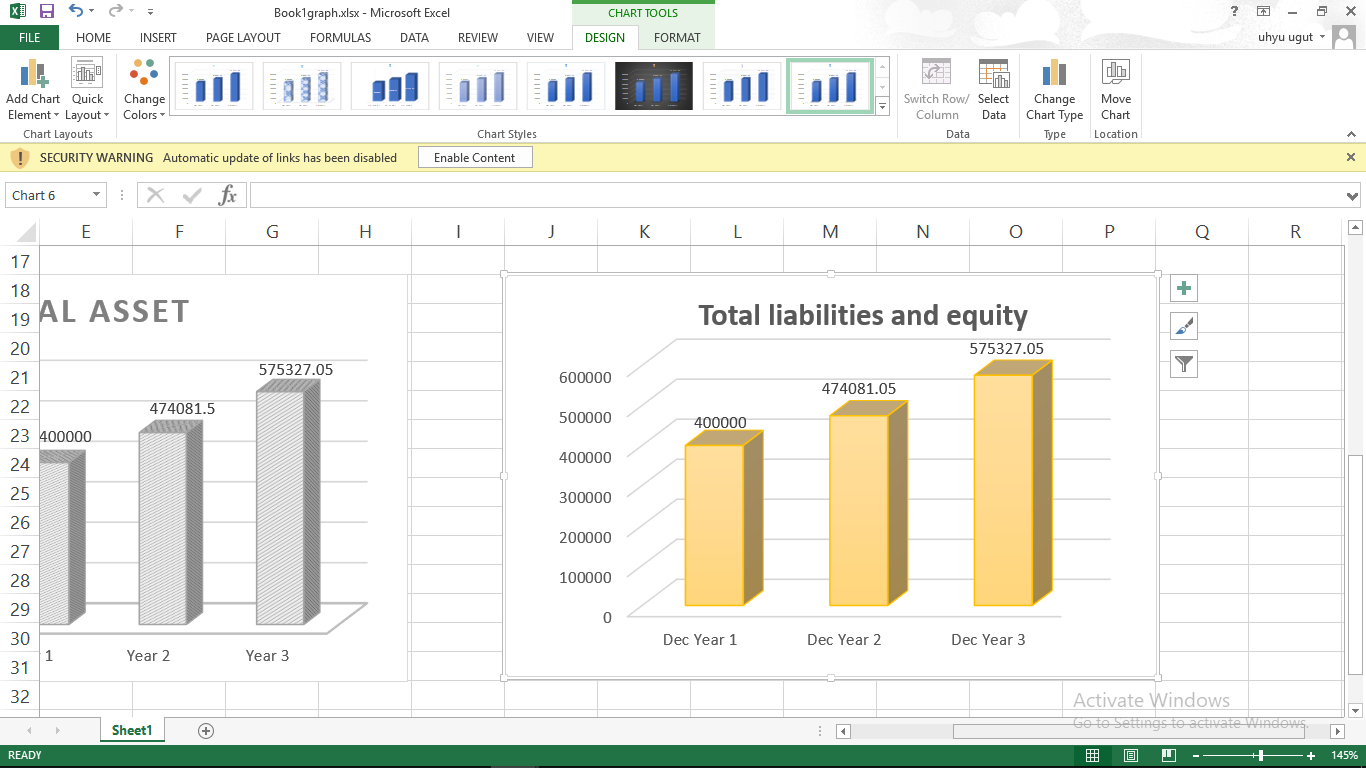 Book1graph.xlsx - Microsoft Excel
CHART TOOLS
?
FILE HOME INSERT PAGE LAYOUT FORMULAS DATA REVIEW VIEW DESIGN FORMAT
uhyu ugut
Add Chart Element
Quick Layout
Change Colors
Switch Row/ Column
Select Data
Change Chart Type
Move Chart
Chart Layouts
Chart Styles
Data
Type
Location
SECURITY WARNING Automatic update of links has been disabled
Enable Content
Chart 6
fx
E F G H I J K L M N O P Q R
17
18
19
20
21
22
23
24
25
26
27
28
29
30
31
32
AL ASSET
575327.05
474081.5
400000
1 Year 2 Year 3
Total liabilities and equity
575327.05
474081.05
400000
600000
500000
400000
300000
200000
100000
0
Dec Year 1 Dec Year 2 Dec Year 3
Activate Windows
Go to Settings to activate Windows.
Sheet1
READY
145%